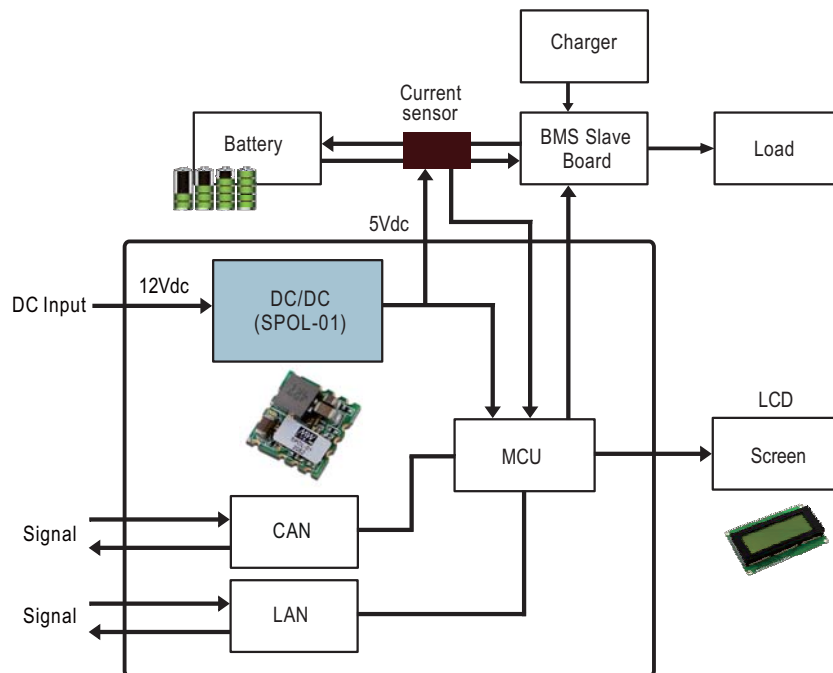 Charger
Current
sensor
Battery
BMS Slave
Board
Load
5Vdc
DC Input
12Vdc
DC/DC
(SPOL-01)
LCD
MCU
Screen
Signal
CAN
Signal
LAN